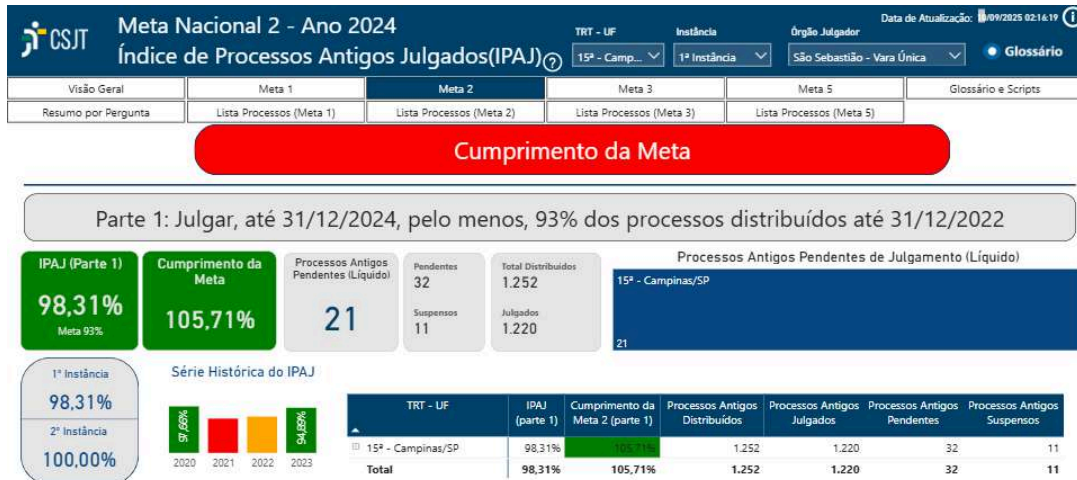 CSJT
Meta Nacional 2 - Ano 2024
Índice de Processos Antigos Julgados(IPAJ)
TRT - UF
15ª - Camp...
Instância
1ª Instância
Órgão Julgador
São Sebastião - Vara Única
Data de Atualização: /09/2025 02:16:19
Glossário
Visão Geral
Meta 1
Meta 2
Meta 3
Meta 5
Glossário e Scripts
Resumo por Pergunta
Lista Processos (Meta 1)
Lista Processos (Meta 2)
Lista Processos (Meta 3)
Lista Processos (Meta 5)
Cumprimento da Meta
Parte 1: Julgar, até 31/12/2024, pelo menos, 93% dos processos distribuídos até 31/12/2022
IPAJ (Parte 1)
98,31%
Meta 93%
Cumprimento da
Meta
105,71%
Processos Antigos
Pendentes (Líquido)
21
Pendentes
32
Suspensos
11
Total Distribuidos
1.252
Julgados
1.220
Processos Antigos Pendentes de Julgamento (Líquido)
15ª - Campinas/SP
21
1ª Instância
98,31%
2ª Instância
100,00%
Série Histórica do IPAJ
97,66%
94,89%
2020 2021 2022 2023
TRT - UF
IPAJ
(parte 1)
Cumprimento da
Meta 2 (parte 1)
Processos Antigos
Distribuídos
Processos Antigos
Julgados
Processos Antigos
Pendentes
Processos Antigos
Suspensos
15ª - Campinas/SP 98,31% 105,71% 1.252 1.220 32 11
Total 98,31% 105,71% 1.252 1.220 32 11